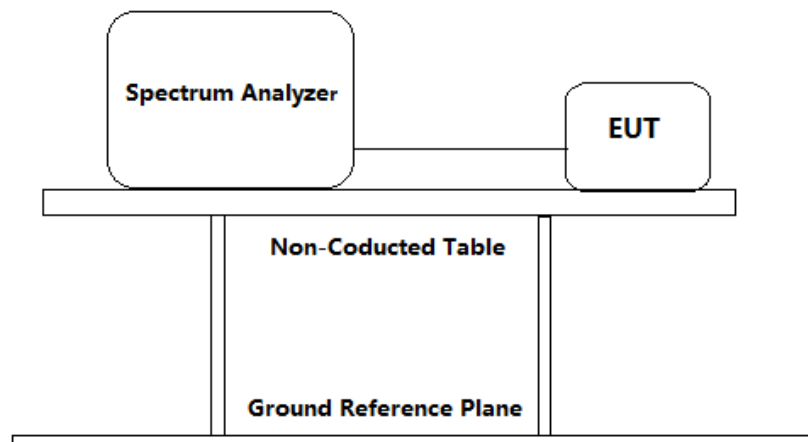 Spectrum Analyzer
EUT
Non-Coducted Table
Ground Reference Plane